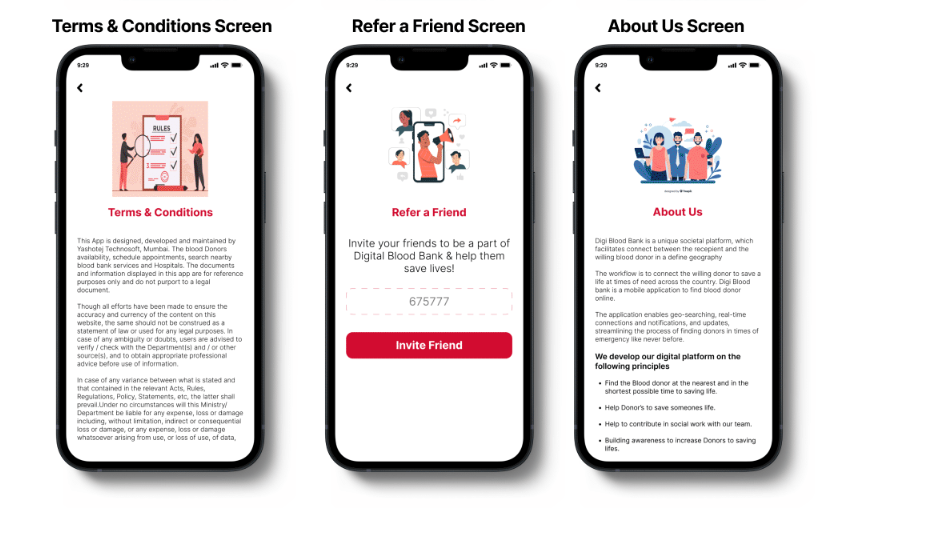 Terms & Conditions Screen
9:29
RULES
Terms & Conditions
This App is designed, developed and maintained by
Yashotej Technosoft, Mumbai. The blood Donors
availability, schedule appointments, search nearby
blood bank services and Hospitals. The documents
and information displayed in this app are for reference
purposes only and do not purport to a legal
document.
Though all efforts have been made to ensure the
accuracy and currency of the content on this
website, the same should not be construed as a
statement of law or used for any legal purposes. In
case of any ambiguity or doubts, users are advised to
verify / check with the Department(s) and / or other
source(s), and to obtain appropriate professional
advice before use of information.
In case of any variance between what is stated and
that contained in the relevant Acts, Rules,
Regulations, Policy, Statements, etc, the latter shall
prevail.Under no circumstances will this Ministry/
Department be liable for any expense, loss or damage
including, without limitation, indirect or consequential
loss or damage, or any expense, loss or damage
whatsoever arising from use, or loss of use, of data,
Refer a Friend Screen
9:29
Refer a Friend
Invite your friends to be a part of
Digital Blood Bank & help them
save lives!
675777
Invite Friend
About Us Screen
9:29
designed by freepik
About Us
Digi Blood Bank is a unique societal platform, which
facilitates connect between the recepient and the
willing blood donor in a define geography
The workflow is to connect the willing donor to save a
life at times of need across the country. Digi Blood
bank is a mobile application to find blood donor
online.
The application enables geo-searching, real-time
connections and notifications, and updates,
streamlining the process of finding donors in times of
emergency like never before.
We develop our digital platform on the
following principles
• Find the Blood donor at the nearest and in the
shortest possible time to saving life.
• Help Donor's to save someones life.
• Help to contribute in social work with our team.
• Building awareness to increase Donors to saving
lifes.